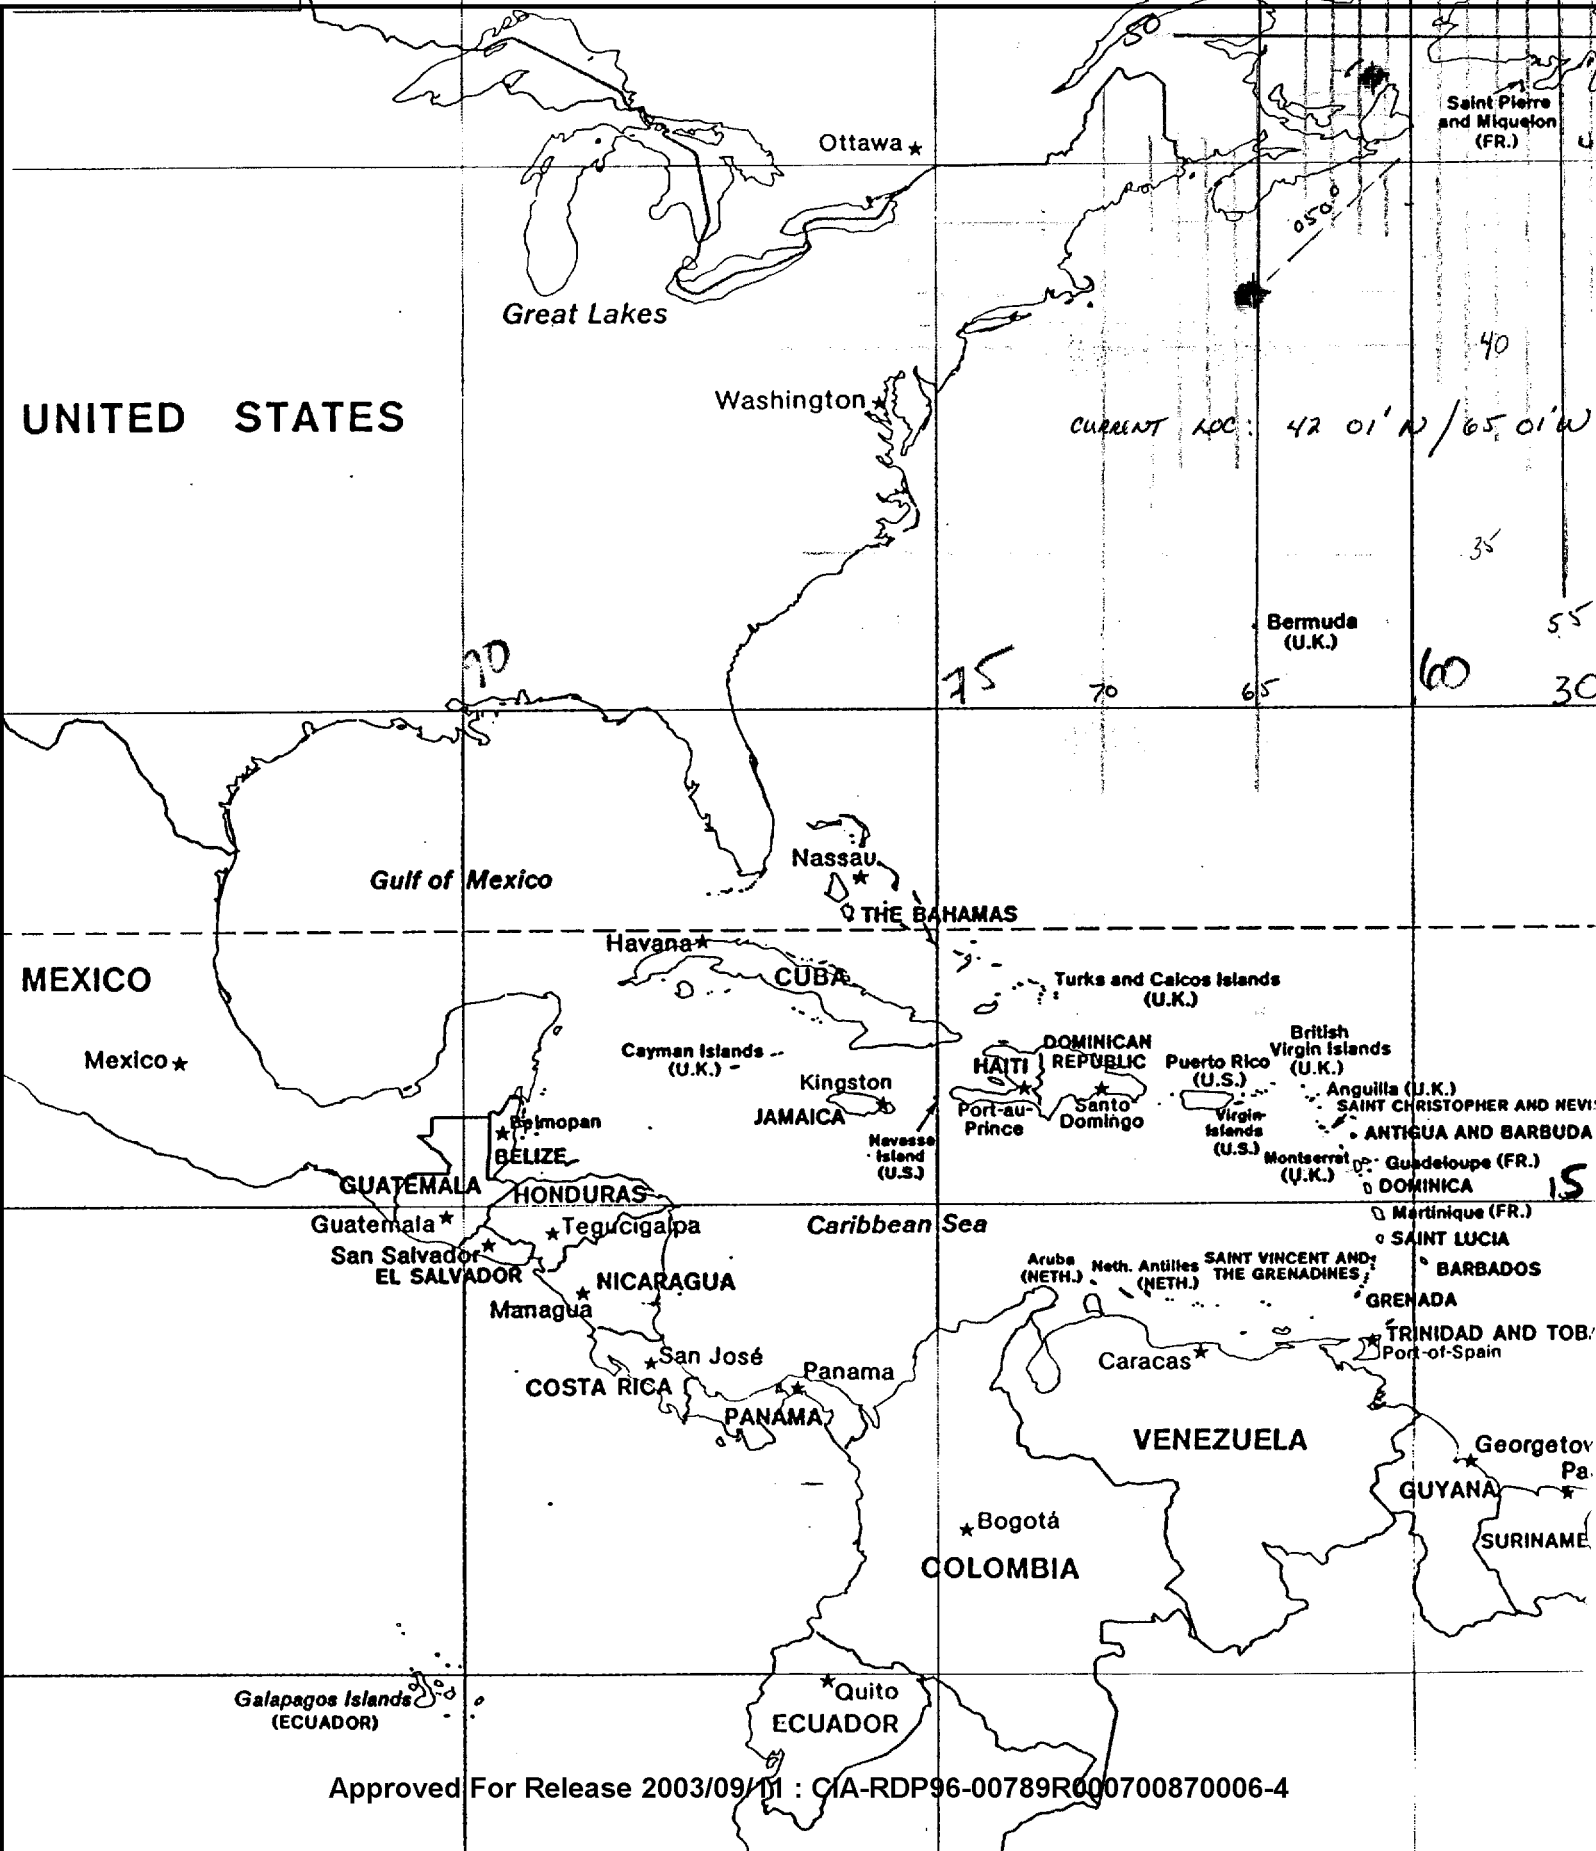 50
Saint Pierre
and Miquelon
(FR.)
Ottawa
050°
Great Lakes
40
Washington
UNITED STATES
CURRENT LOC: 42 01' N / 65 01' W
35
Bermuda
(U.K.)
55
90
75
70
65
60
30
Nassau
Gulf of Mexico
THE BAHAMAS
Havana
CUBA
MEXICO
Turks and Caicos Islands
(U.K.)
Mexico
Cayman Islands
(U.K.)
HAITI
DOMINICAN
REPUBLIC
Puerto Rico
(U.S.)
British
Virgin Islands
(U.K.)
Kingston
JAMAICA
Port-au-
Prince
Santo
Domingo
Anguilla (U.K.)
SAINT CHRISTOPHER AND NEVIS
Virgin
Islands
(U.S.)
ANTIGUA AND BARBUDA
Belmopan
BELIZE
Navassa
Island
(U.S.)
Montserrat
(U.K.)
Guadeloupe (FR.)
DOMINICA
15
GUATEMALA
HONDURAS
Martinique (FR.)
Guatemala
Tegucigalpa
Caribbean Sea
SAINT LUCIA
San Salvador
EL SALVADOR
NICARAGUA
Aruba
(NETH.)
Neth. Antilles
(NETH.)
SAINT VINCENT AND
THE GRENADINES
BARBADOS
Managua
GRENADA
TRINIDAD AND TOB
Port-of-Spain
San José
COSTA RICA
Panama
PANAMA
Caracas
VENEZUELA
Georgetow
Pa
GUYANA
Bogotá
COLOMBIA
SURINAME
Galapagos Islands
(ECUADOR)
Quito
ECUADOR
Approved For Release 2003/09/11 : CIA-RDP96-00789R000700870006-4